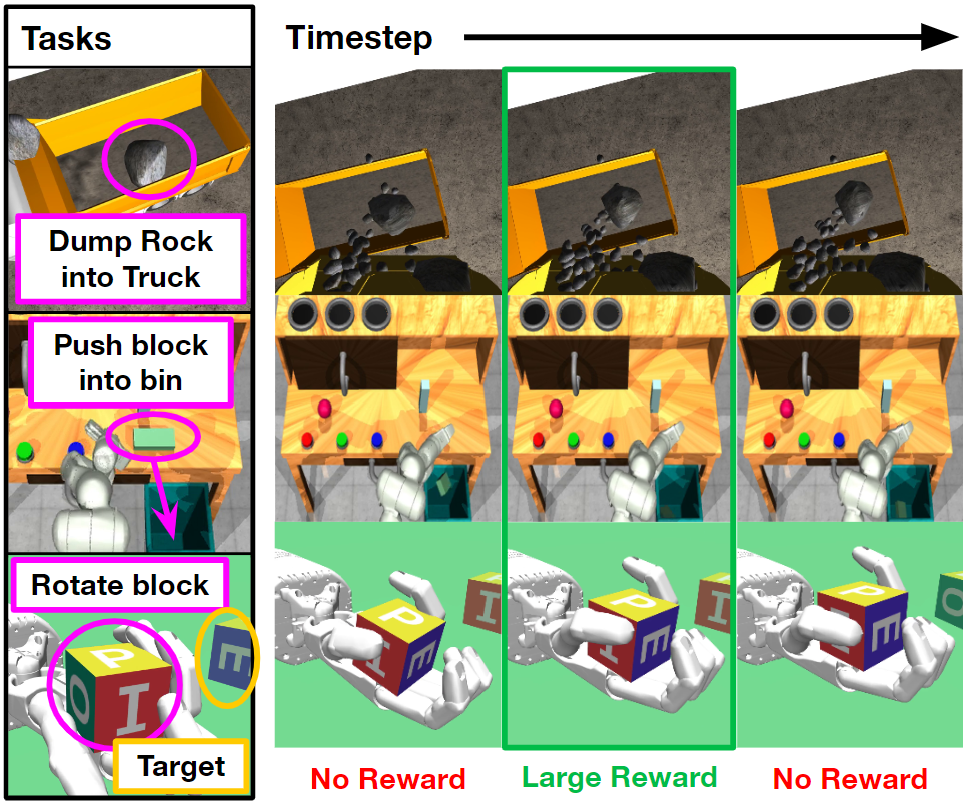 Tasks
Timestep
Dump Rock
into Truck
Push block
into bin
Rotate block
P
O
I
E
Target
I
P
I
E
I
P
I
E
O
P
I
E
No Reward
Large Reward
No Reward